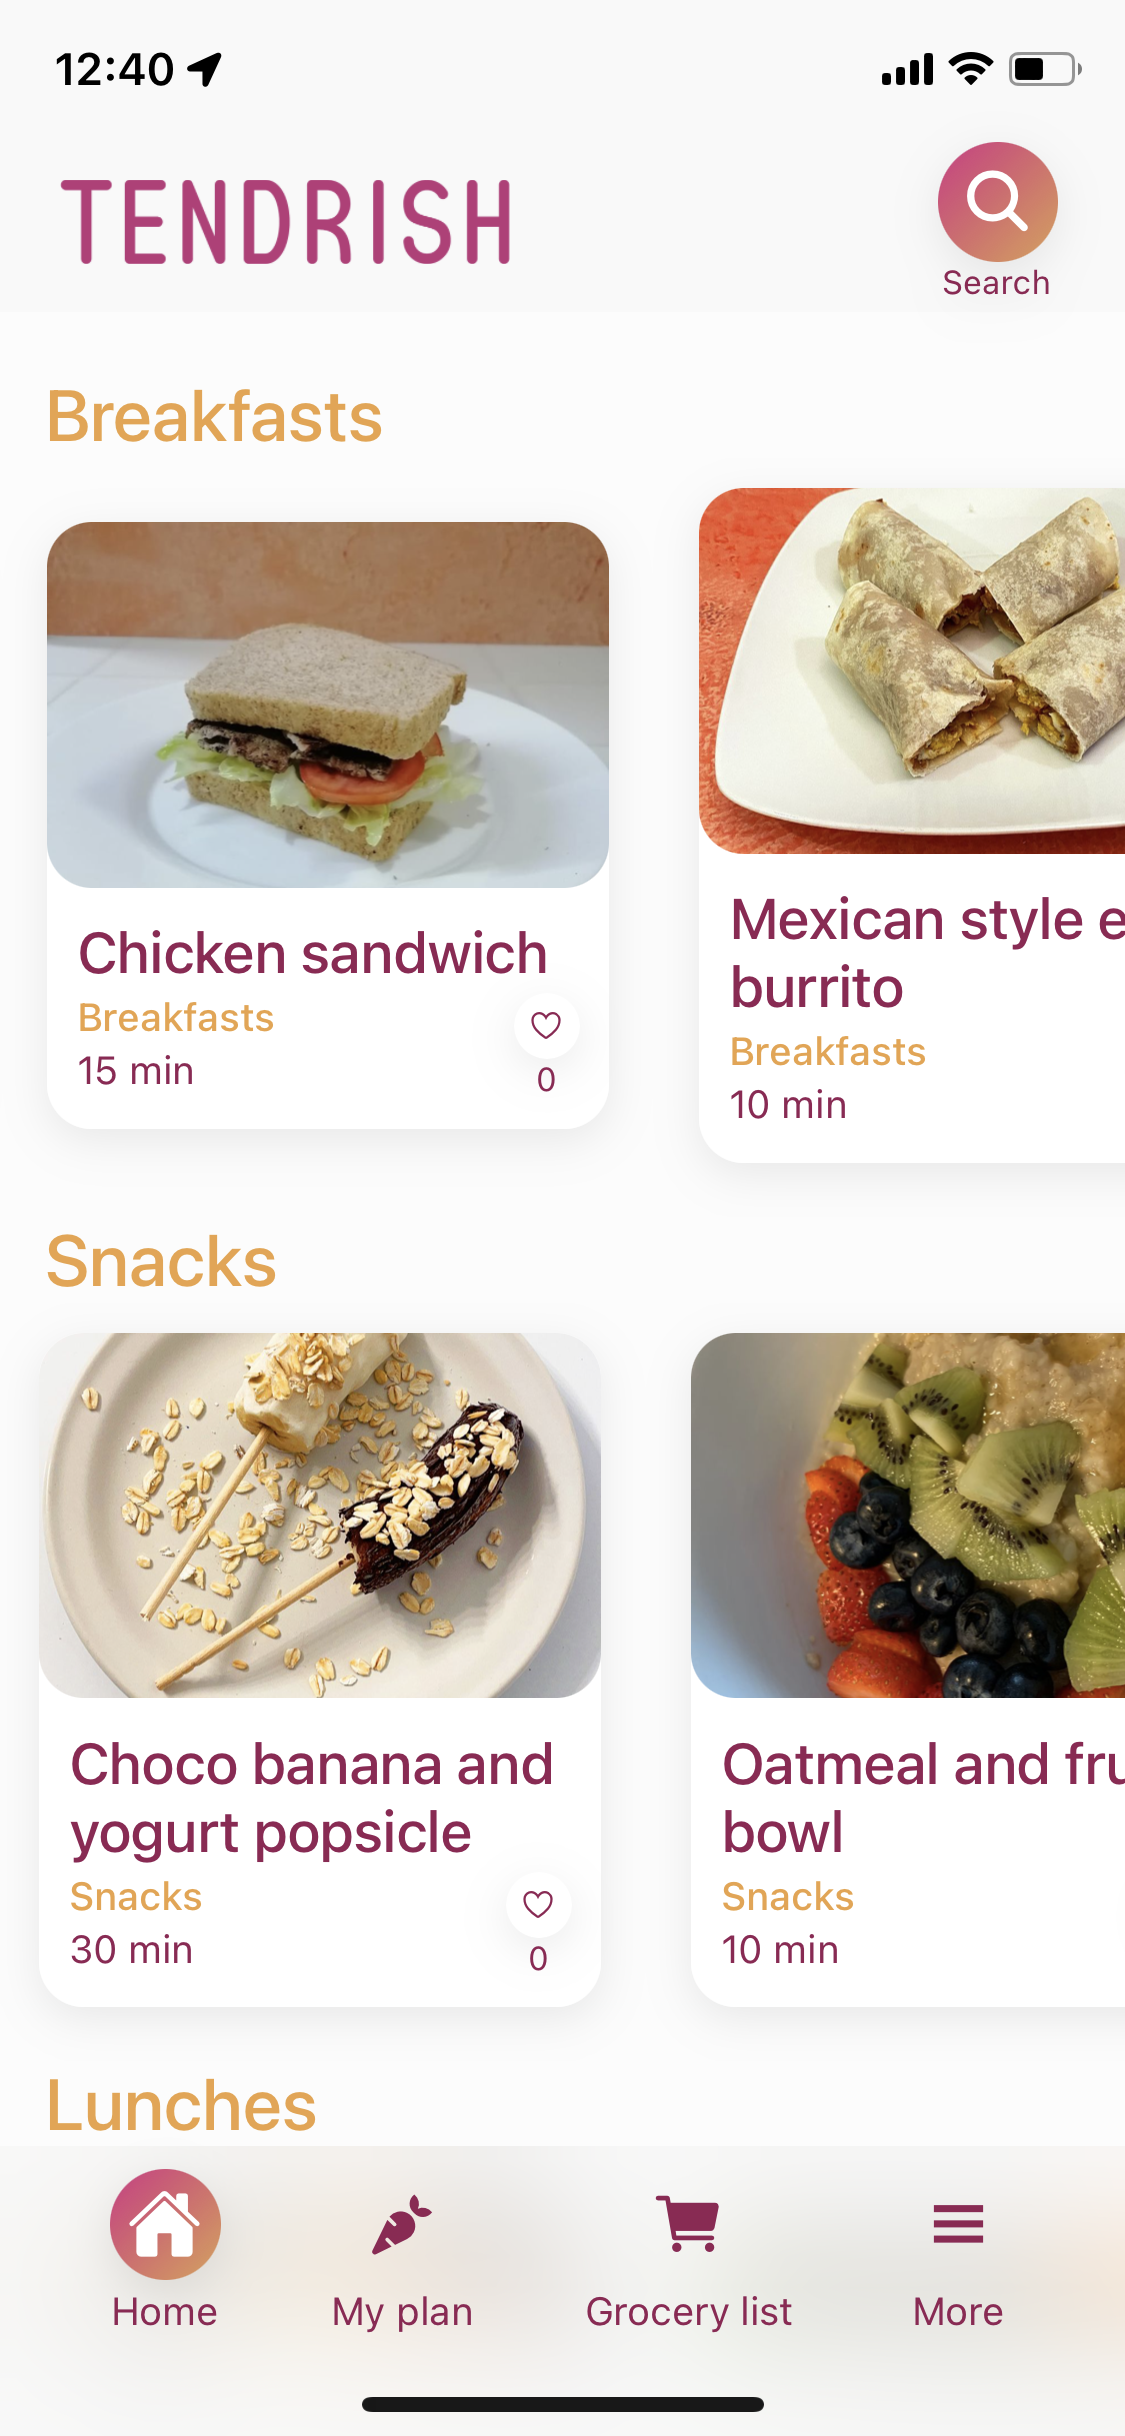 12:40
TENDRISH
Search
Breakfasts
Chicken sandwich
Breakfasts
15 min
0
Mexican style e
burrito
Breakfasts
10 min
Snacks
Choco banana and
yogurt popsicle
Snacks
30 min
0
Oatmeal and fru
bowl
Snacks
10 min
Lunches
Home
My plan
Grocery list
More